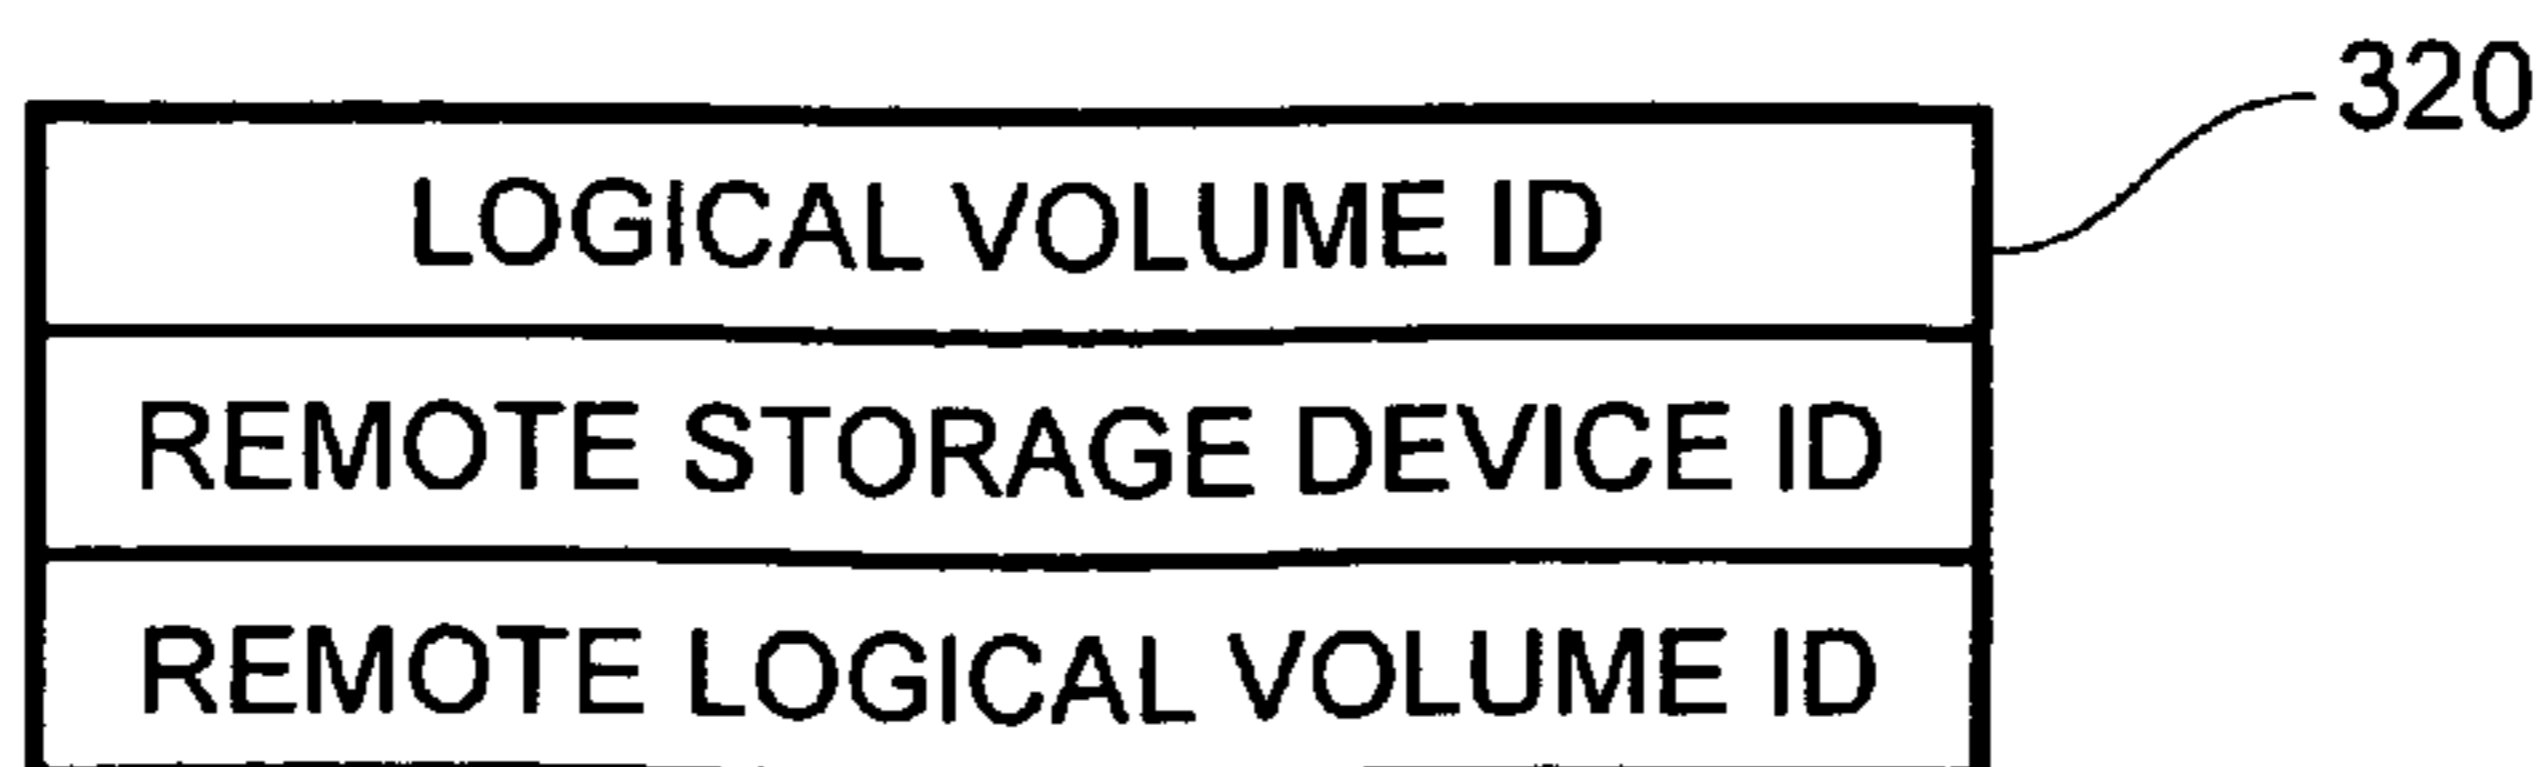 320
LOGICAL VOLUME ID
REMOTE STORAGE DEVICE ID
REMOTE LOGICAL VOLUME ID